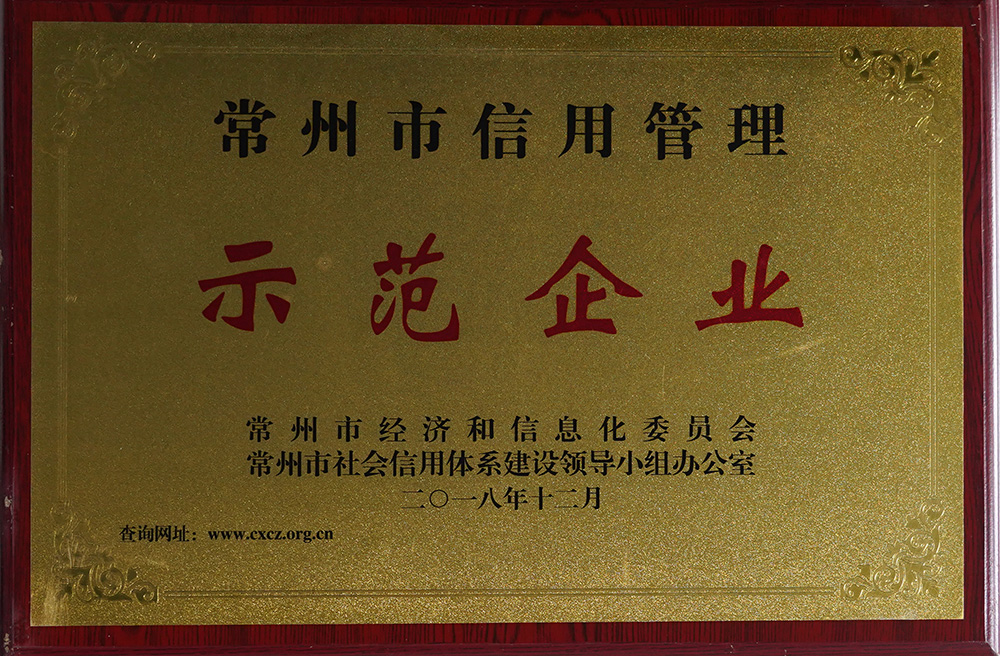 常州市信用管理
示范企业
常州市经济和信息化委员会
常州市社会信用体系建设领导小组办公室
二〇一八年十二月
查询网址：www.cxcz.org.cn